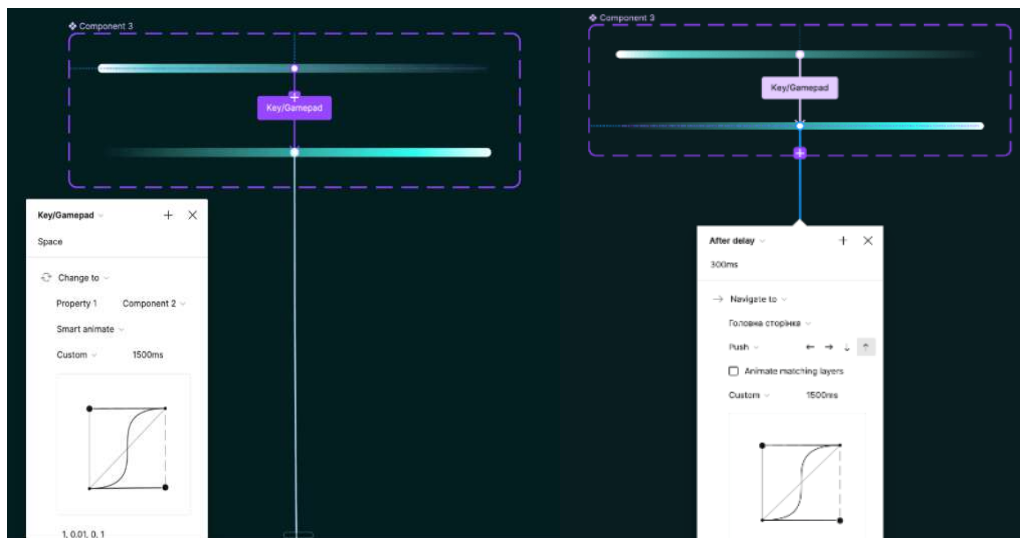 Component 3
Key/Gamepad
Key/Gamepad
Space
Change to
Property 1 Component 2
Smart animate
Custom 1500ms
1, 0.01, 0, 1
Component 3
Key/Gamepad
After delay
300ms
Navigate to
Головна сторінка
Push
Animate matching layers
Custom 1500ms